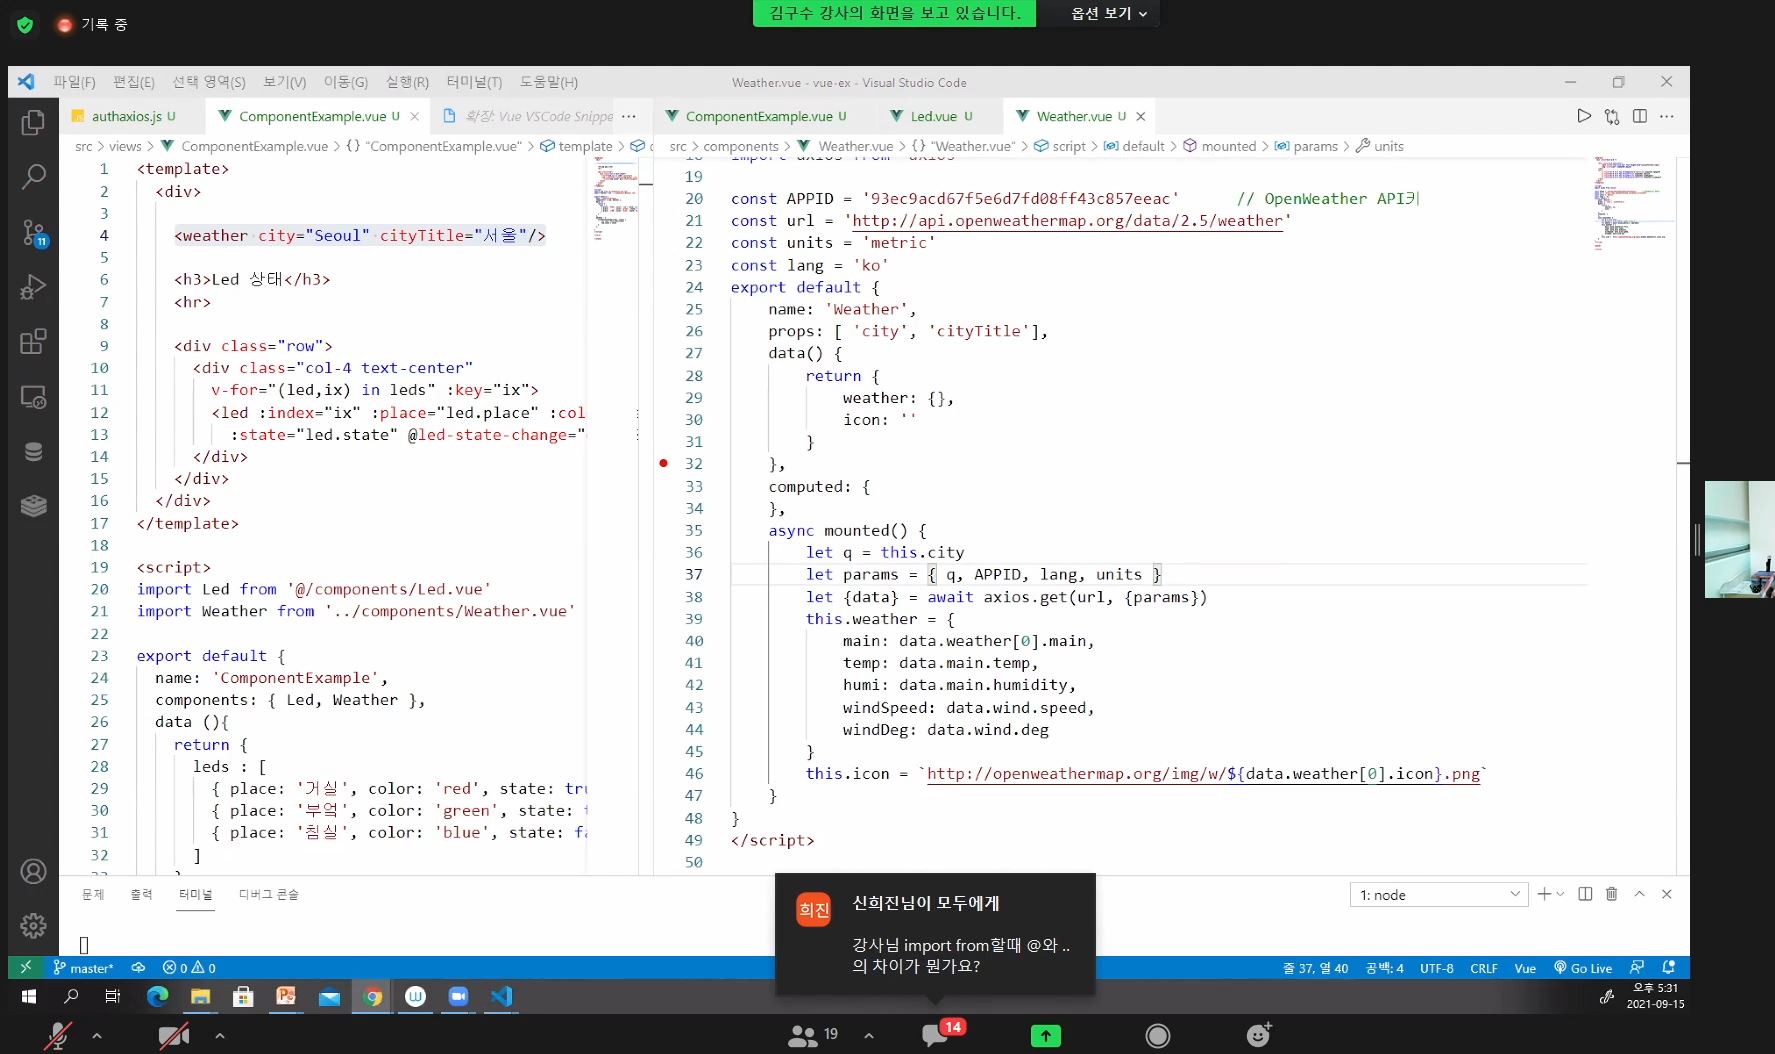 기록 중
김구수 강사의 화면을 보고 있습니다.
옵션 보기
파일(F) 편집(E) 선택 영역(S) 보기(V) 이동(G) 실행(R) 터미널(T) 도움말(H)
Weather.vue - vue-ex - Visual Studio Code
authaxios.js U
ComponentExample.vue U
확장: Vue VSCode Snippe
src > views > ComponentExample.vue > {} "ComponentExample.vue" > template >
1 <template>
2 <div>
3
4 <weather city="Seoul" cityTitle="서울"/>
5
6 <h3>Led 상태</h3>
7 <hr>
8
9 <div class="row">
10 <div class="col-4 text-center"
11 v-for="(led,ix) in leds" :key="ix">
12 <led :index="ix" :place="led.place" :col
13 :state="led.state" @led-state-change="
14 </div>
15 </div>
16 </div>
17 </template>
18
19 <script>
20 import Led from '@/components/Led.vue'
21 import Weather from '../components/Weather.vue'
22
23 export default {
24 name: 'ComponentExample',
25 components: { Led, Weather },
26 data (){
27 return {
28 leds : [
29 { place: '거실', color: 'red', state: tru
30 { place: '부엌', color: 'green', state: t
31 { place: '침실', color: 'blue', state: fa
32 ]
ComponentExample.vue U
Led.vue U
Weather.vue U
src > components > Weather.vue > {} "Weather.vue" > script > default > mounted > params > units
18 import axios from 'axios'
19
20 const APPID = '93ec9acd67f5e6d7fd08ff43c857eeac' // OpenWeather API키
21 const url = 'http://api.openweathermap.org/data/2.5/weather'
22 const units = 'metric'
23 const lang = 'ko'
24 export default {
25 name: 'Weather',
26 props: [ 'city', 'cityTitle'],
27 data() {
28 return {
29 weather: {},
30 icon: ''
31 }
32 },
33 computed: {
34 },
35 async mounted() {
36 let q = this.city
37 let params = { q, APPID, lang, units }
38 let {data} = await axios.get(url, {params})
39 this.weather = {
40 main: data.weather[0].main,
41 temp: data.main.temp,
42 humi: data.main.humidity,
43 windSpeed: data.wind.speed,
44 windDeg: data.wind.deg
45 }
46 this.icon = `http://openweathermap.org/img/w/${data.weather[0].icon}.png`
47 }
48 }
49 </script>
50
11
문제 출력 터미널 디버그 콘솔
1: node
희진
신희진님이 모두에게
강사님 import from할때 @와 ..
의 차이가 뭔가요?
master* 0 0
줄 37, 열 40 공백: 4 UTF-8 CRLF Vue Go Live
오후 5:31
2021-09-15
19
14